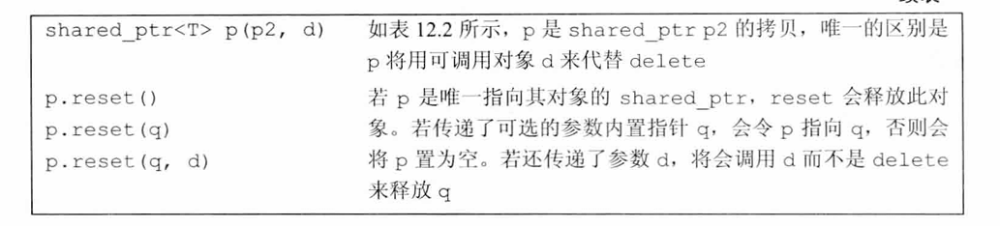 shared_ptr<T> p(p2, d) 如表 12.2 所示，p 是 shared_ptr p2 的拷贝，唯一的区别是
p 将用可调用对象 d 来代替 delete
p.reset() 若 p 是唯一指向其对象的 shared_ptr，reset 会释放此对
p.reset(q) 象。若传递了可选的参数内置指针 q，会令 p 指向 q，否则会
p.reset(q, d) 将 p 置为空。若还传递了参数 d，将会调用 d 而不是 delete
来释放 q